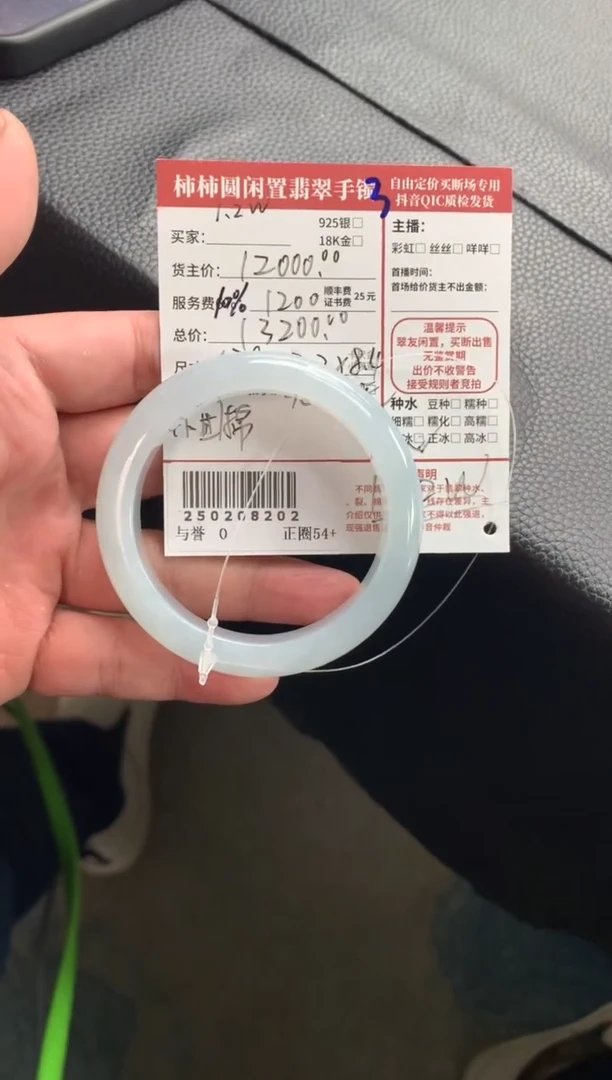 柿柿圆闲置翡翠手镯
3
自由定价买断场专用
抖音QIC质检发货
1.2W
925银□
买家：
18K金□
货主价： 12000.00
服务费10% 1200
顺丰费
证书费 25元
总价： 13200.00
主播：
彩虹□ 丝丝□ 咩咩□
首播时间：
首场给价货主不出金额：
温馨提示
翠友闲置，买断出售
无鉴赏期
出价不收警告
接受规则者竞拍
种水 豆种□ 糯种□
细糯□ 糯化□ 高糯□
冰□ 正冰□ 高冰□
声明
250208202
与誉 0 正圈54+